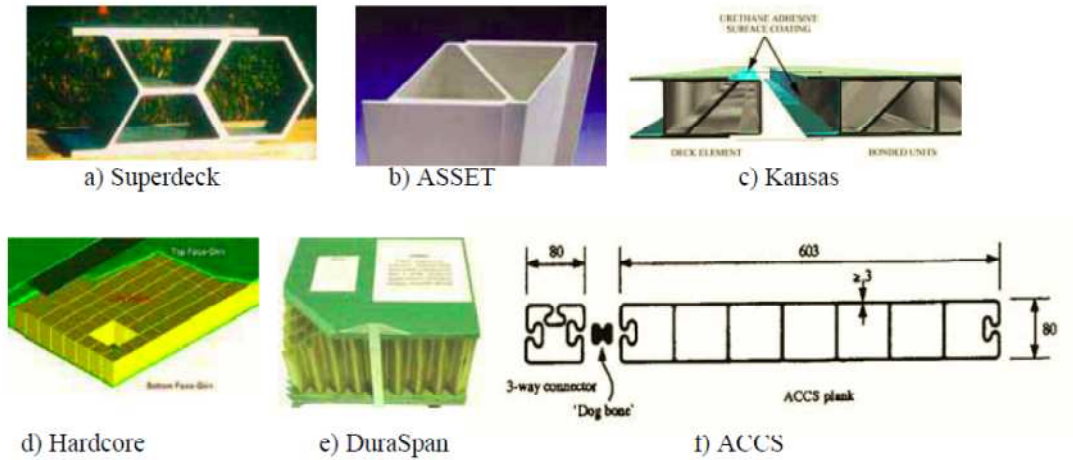 URETHANE ADHESIVE
SURFACE COATING
DECK ELEMENT
BONDED UNITS
a) Superdeck
b) ASSET
c) Kansas
Top Face-Skin
Bottom Face-Skin
80
603
≥ 3
80
3-way connector
'Dog bone'
ACCS plank
d) Hardcore
e) DuraSpan
f) ACCS